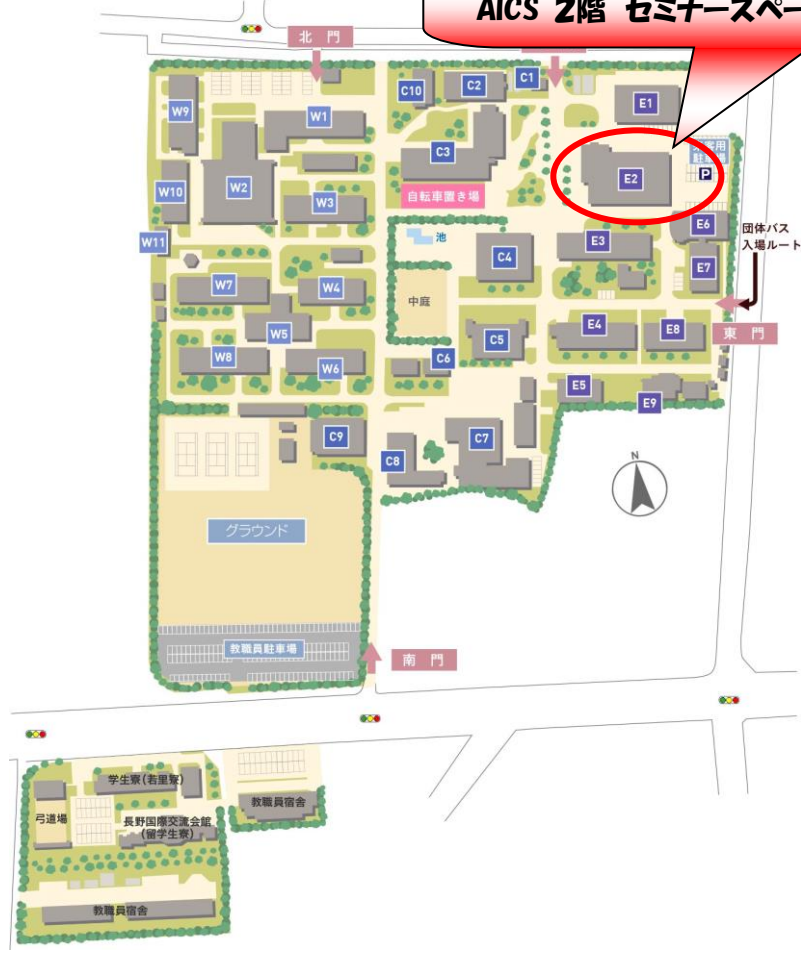 AICS 2階 セミナースペー
北 門
C1
C2
C10
E1
W9
W1
C3
E2
P
W10
W2
W3
自転車置き場
E6
団体バス
入場ルート
W11
池
E3
C4
E7
W7
W4
中庭
E4
E8
東 門
W5
C5
W8
W6
C6
E5
E9
C9
C8
C7
N
グラウンド
教職員駐車場
南 門
学生寮(若里寮)
教職員宿舎
弓道場
長野国際交流会館
(留学生寮)
教職員宿舎